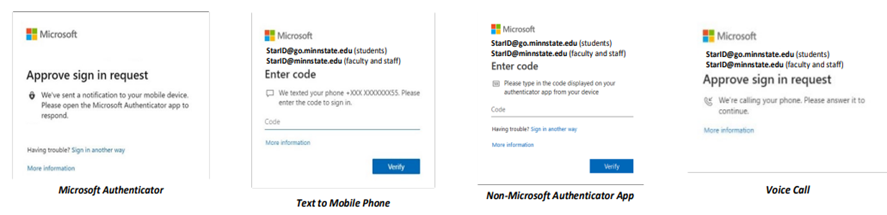 Microsoft
Approve sign in request
We've sent a notification to your mobile device.
Please open the Microsoft Authenticator app to
respond.
Having trouble? Sign in another way
More information
Microsoft Authenticator
Microsoft
StarID@go.minnstate.edu (students)
StarID@minnstate.edu (faculty and staff)
Enter code
We texted your phone +XXX XXXXXXX55. Please
enter the code to sign in.
Code
More information
Verify
Text to Mobile Phone
Microsoft
StarID@go.minnstate.edu (students)
StarID@minnstate.edu (faculty and staff)
Enter code
Please type in the code displayed on your
authenticator app from your device
Code
Having trouble? Sign in another way
More information
Verify
Non-Microsoft Authenticator App
Microsoft
StarID@go.minnstate.edu (students)
StarID@minnstate.edu (faculty and staff)
Approve sign in request
We're calling your phone. Please answer it to
continue.
More information
Voice Call